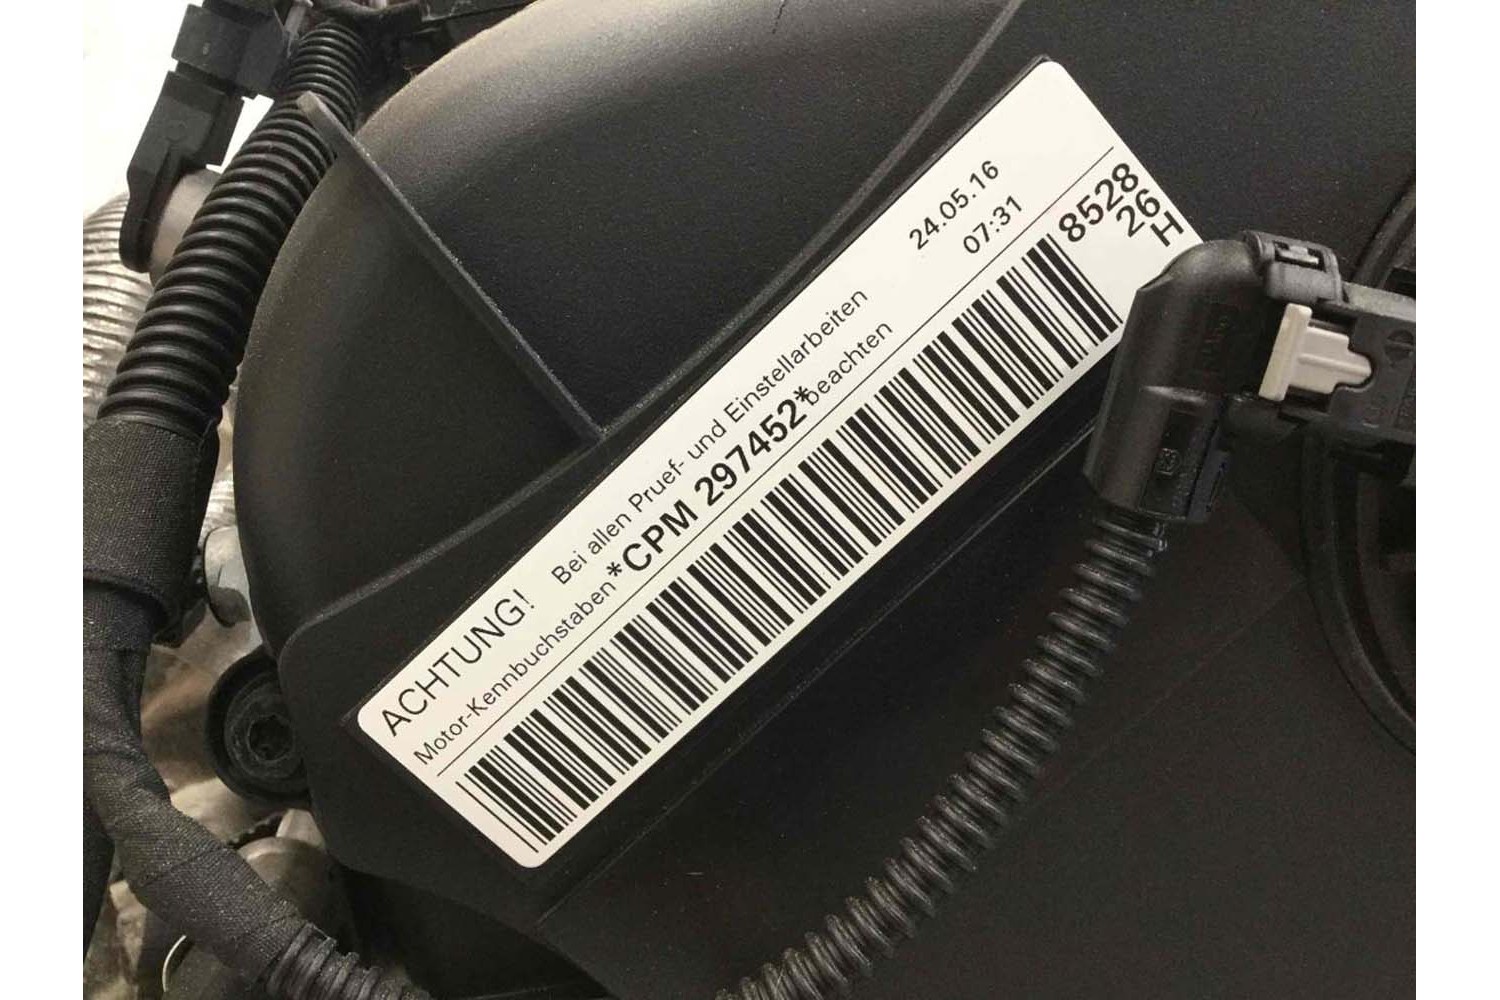 24.05.16
07:31
ACHTUNG! Bei allen Pruef- und Einstellarbeiten
Motor-Kennbuchstaben *CPM 297452* beachten
8528
26
H